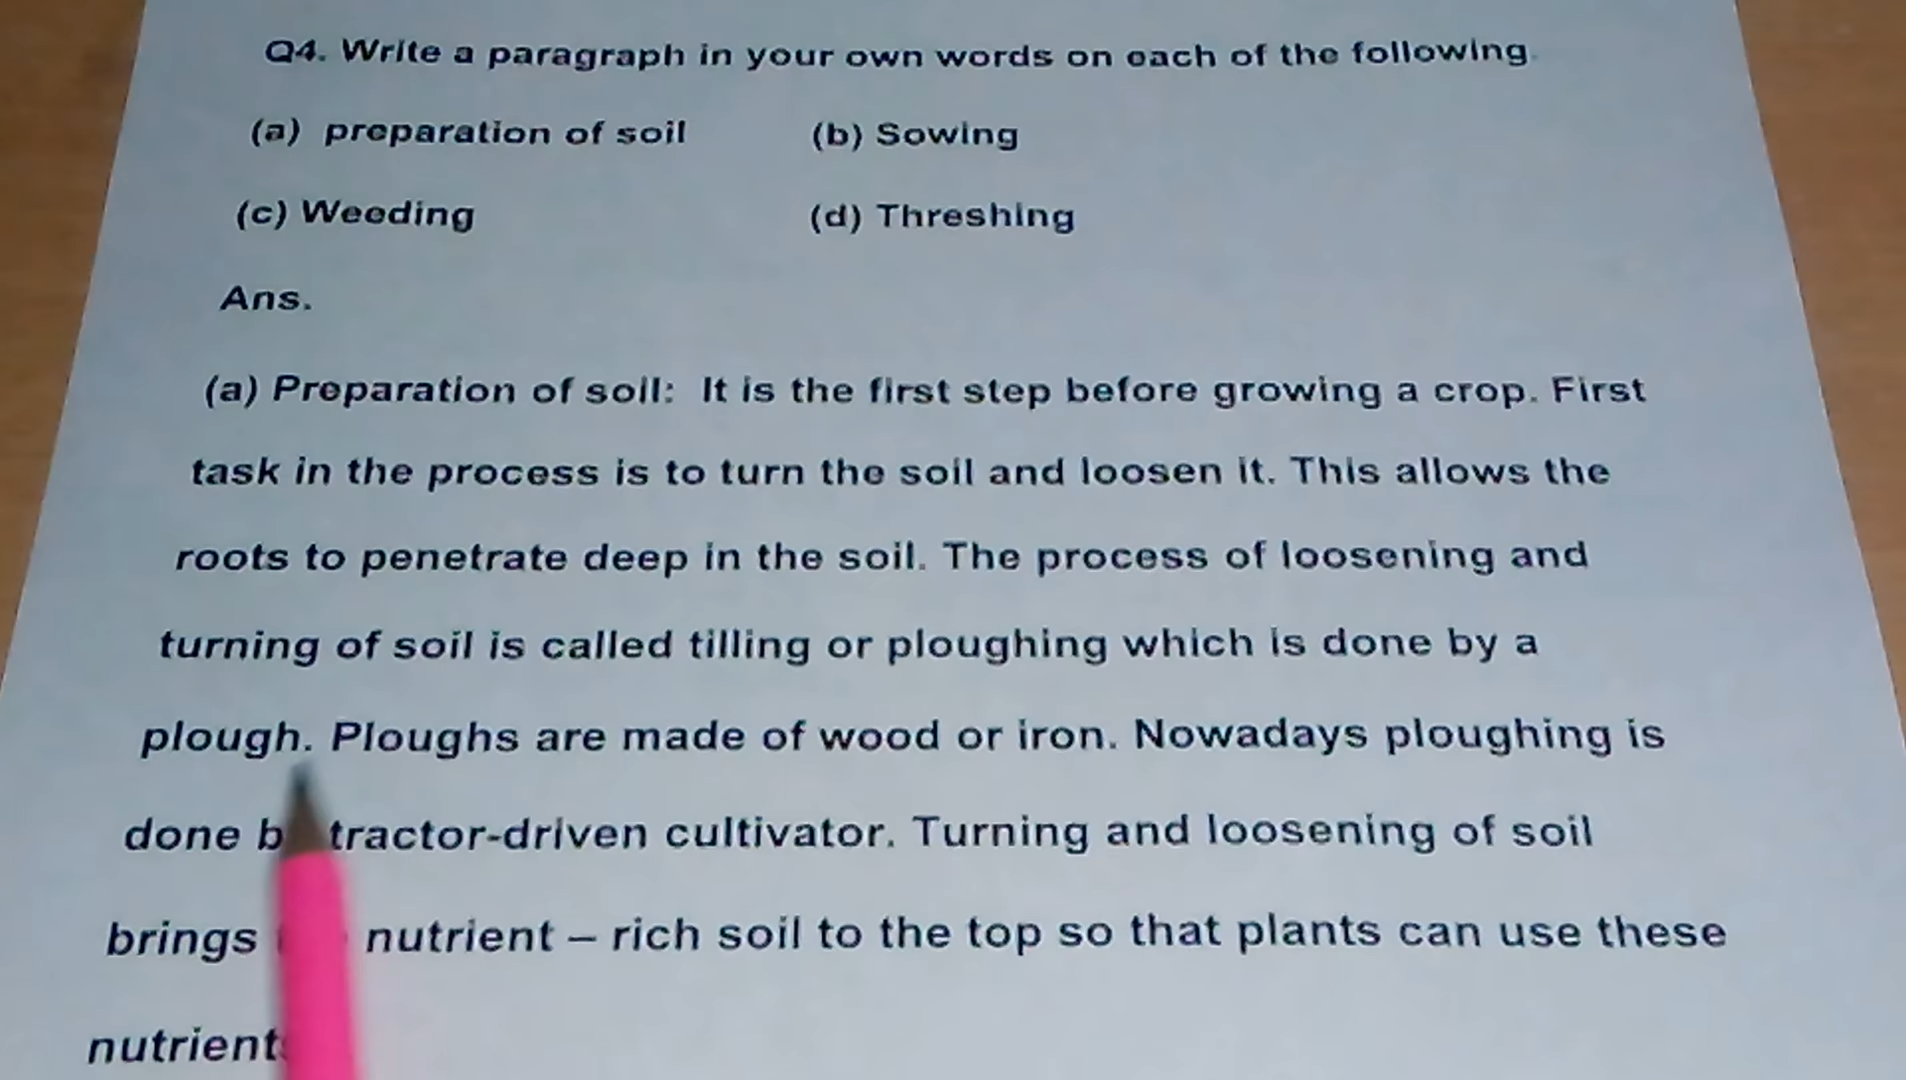 Q4. Write a paragraph in your own words on each of the following.
(a) preparation of soil (b) Sowing
(c) Weeding (d) Threshing
Ans.
(a) Preparation of soil: It is the first step before growing a crop. First
task in the process is to turn the soil and loosen it. This allows the
roots to penetrate deep in the soil. The process of loosening and
turning of soil is called tilling or ploughing which is done by a
plough. Ploughs are made of wood or iron. Nowadays ploughing is
done tractor-driven cultivator. Turning and loosening of soil
brings nutrient – rich soil to the top so that plants can use these